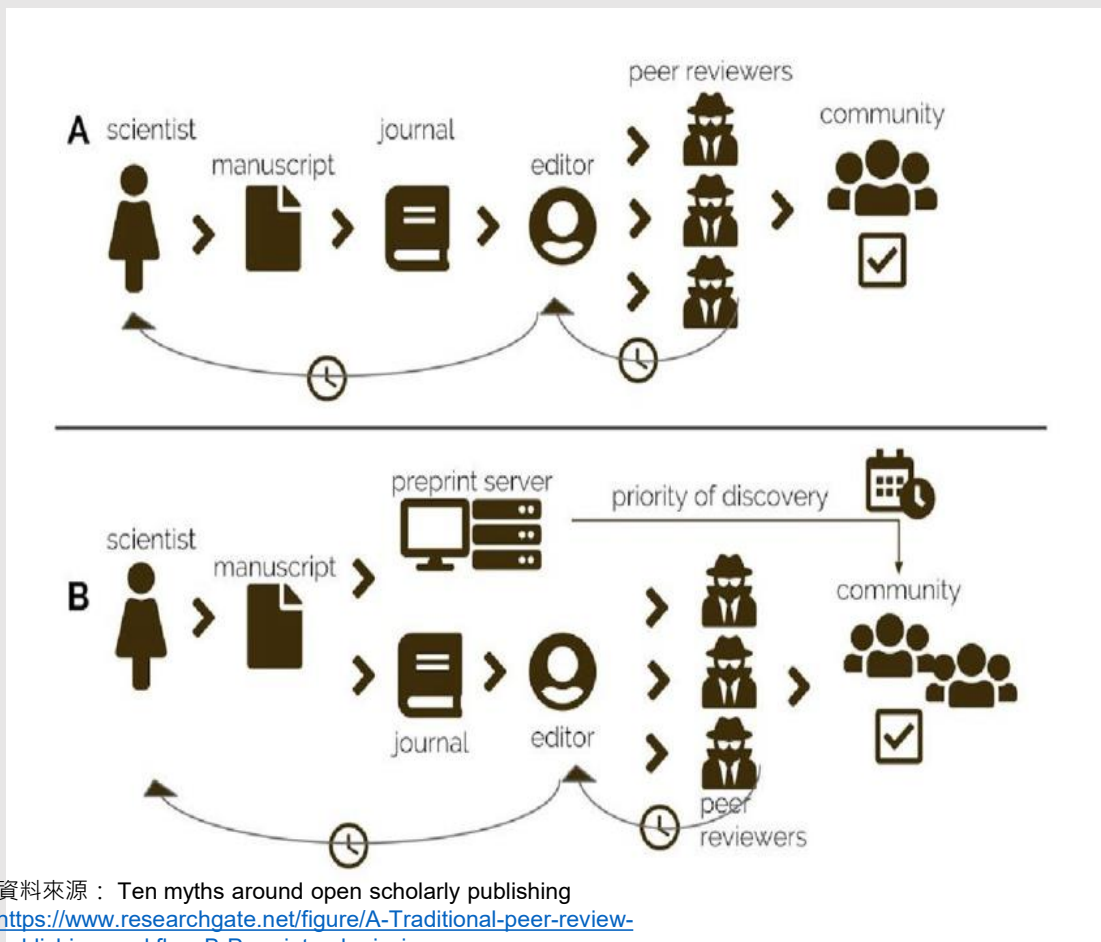 peer reviewers
A scientist
journal
community
manuscript
editor
preprint server
priority of discovery
scientist
manuscript
B
community
journal
editor
peer
reviewers
資料來源： Ten myths around open scholarly publishing
https://www.researchgate.net/figure/A-Traditional-peer-review-